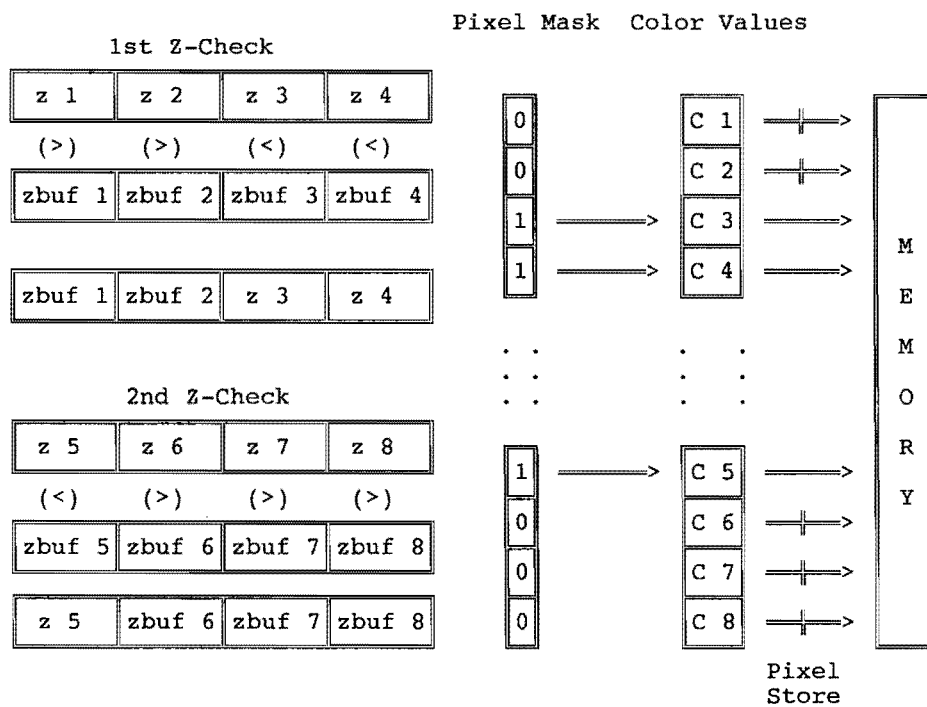 Pixel Mask Color Values
1st Z-Check
z 1 z 2 z 3 z 4
(>) (>) (<) (<)
zbuf 1 zbuf 2 zbuf 3 zbuf 4
zbuf 1 zbuf 2 z 3 z 4
2nd Z-Check
z 5 z 6 z 7 z 8
(<) (>) (>) (>)
zbuf 5 zbuf 6 zbuf 7 zbuf 8
z 5 zbuf 6 zbuf 7 zbuf 8
0
0
1
1
1
0
0
0
C 1
C 2
C 3
C 4
C 5
C 6
C 7
C 8
Pixel
Store
MEMORY